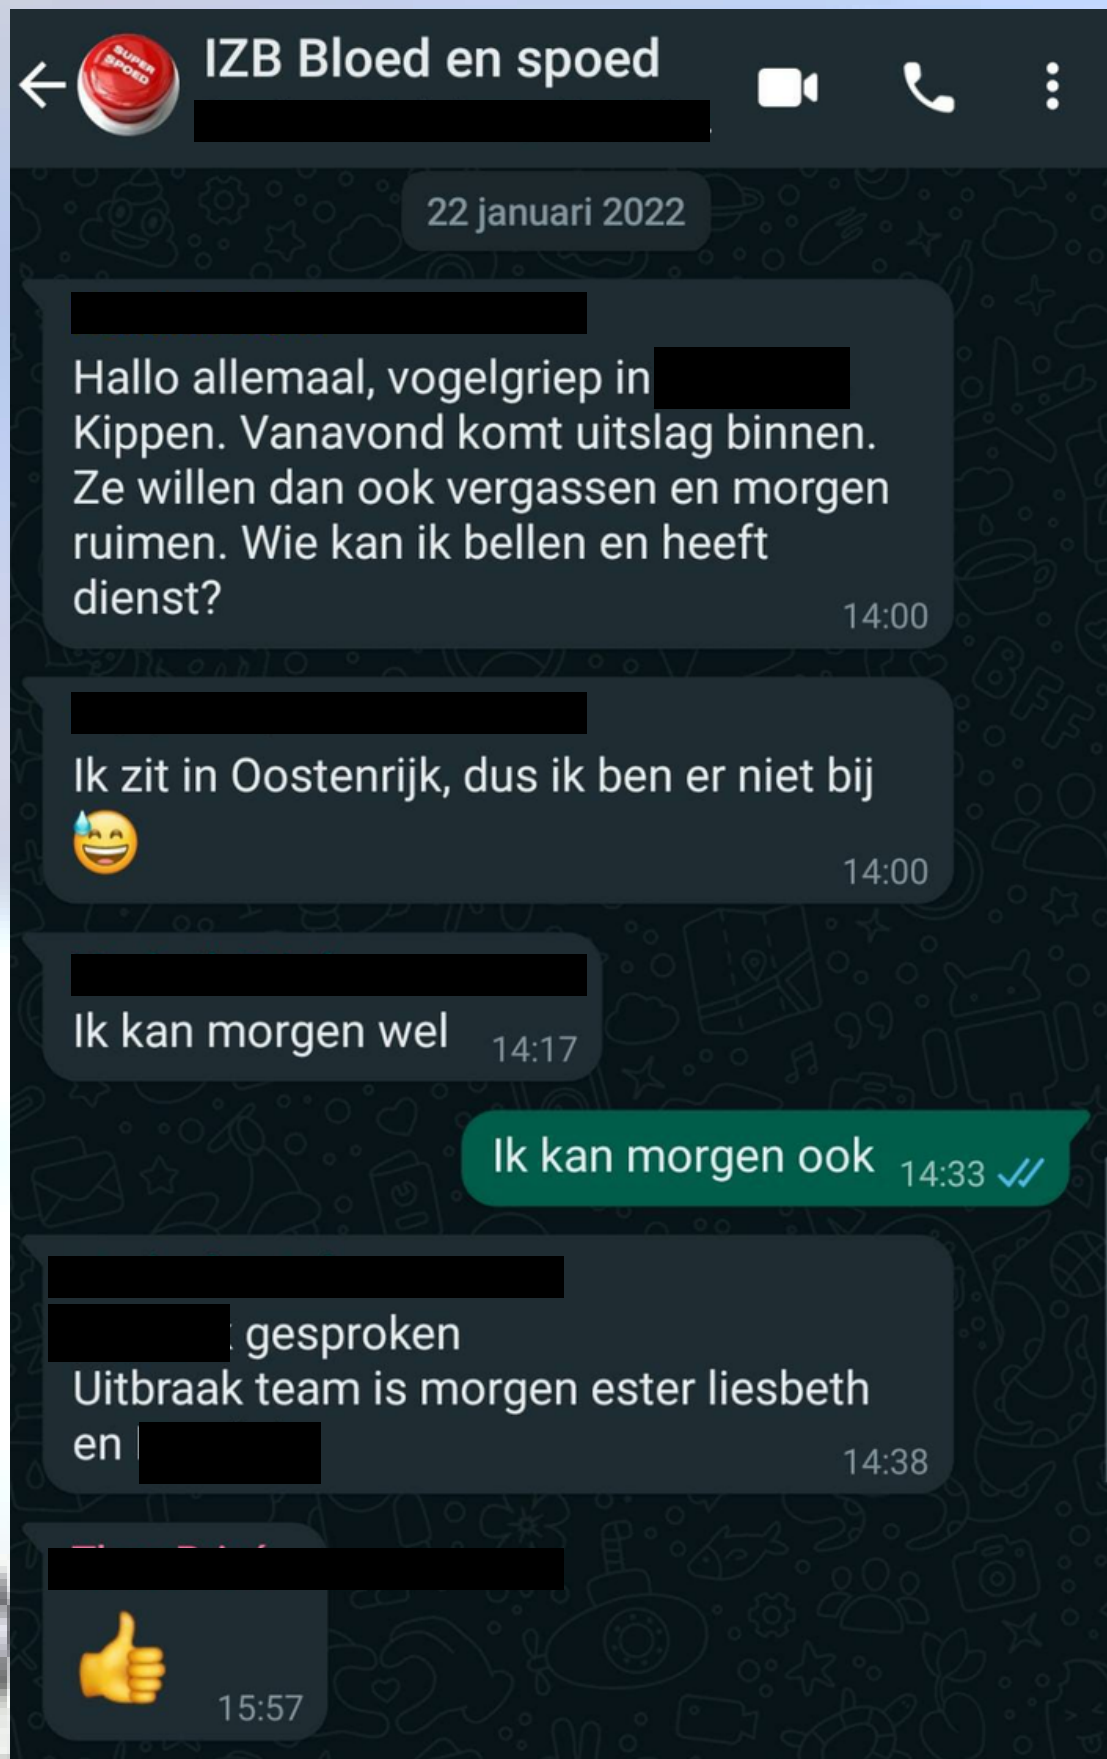 SUPER
SPOED
IZB Bloed en spoed
22 januari 2022
Hallo allemaal, vogelgriep in
Kippen. Vanavond komt uitslag binnen.
Ze willen dan ook vergassen en morgen
ruimen. Wie kan ik bellen en heeft
dienst?
14:00
Ik zit in Oostenrijk, dus ik ben er niet bij
😅
14:00
Ik kan morgen wel 14:17
Ik kan morgen ook 14:33
gesproken
Uitbraak team is morgen ester liesbeth
en
14:38
👍
15:57